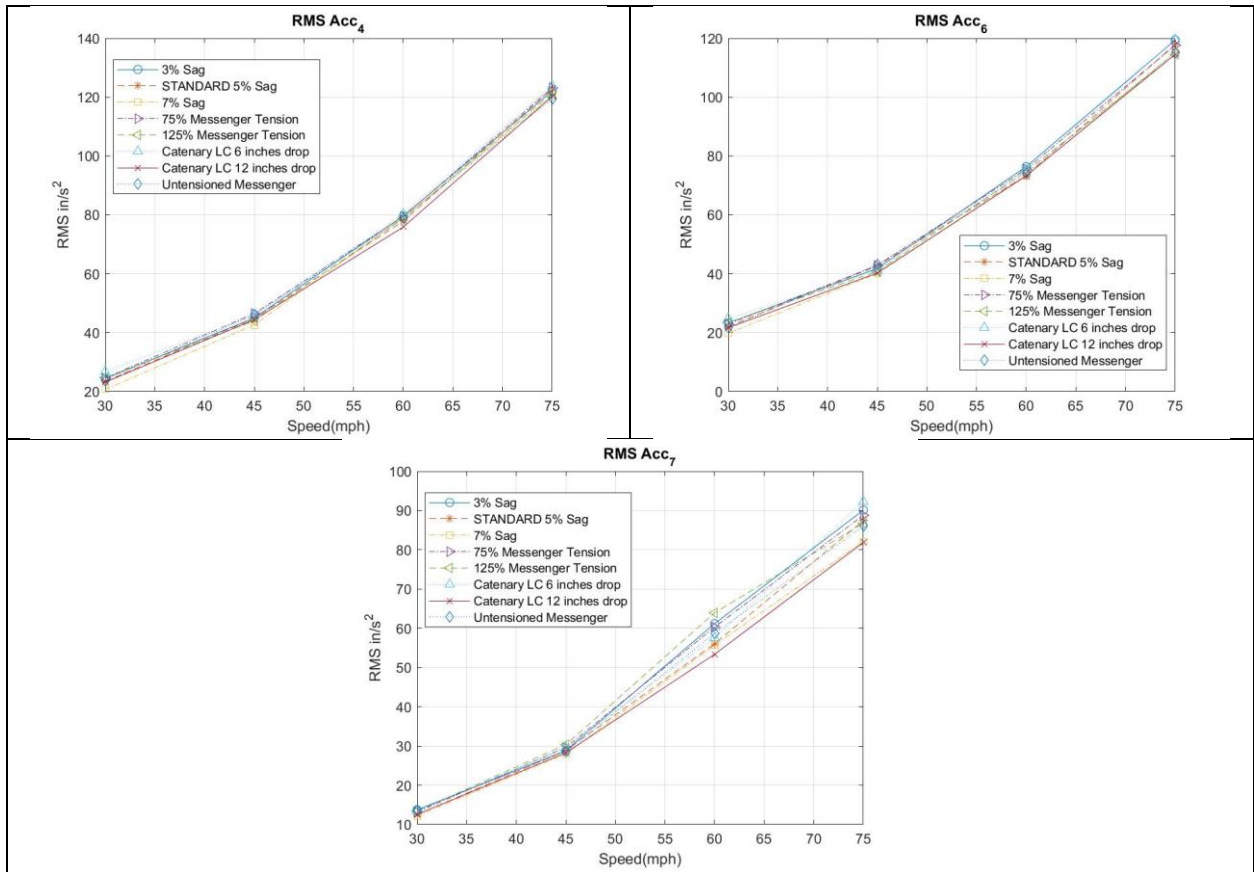 RMS Acc4
140
120
100
80
60
40
20
RMS in/s2
3% Sag
STANDARD 5% Sag
7% Sag
75% Messenger Tension
125% Messenger Tension
Catenary LC 6 inches drop
Catenary LC 12 inches drop
Untensioned Messenger
30 35 40 45 50 55 60 65 70 75
Speed(mph)
RMS Acc6
120
100
80
60
40
20
0
RMS in/s2
3% Sag
STANDARD 5% Sag
7% Sag
75% Messenger Tension
125% Messenger Tension
Catenary LC 6 inches drop
Catenary LC 12 inches drop
Untensioned Messenger
30 35 40 45 50 55 60 65 70 75
Speed(mph)
RMS Acc7
100
90
80
70
60
50
40
30
20
10
RMS in/s2
3% Sag
STANDARD 5% Sag
7% Sag
75% Messenger Tension
125% Messenger Tension
Catenary LC 6 inches drop
Catenary LC 12 inches drop
Untensioned Messenger
30 35 40 45 50 55 60 65 70 75
Speed(mph)